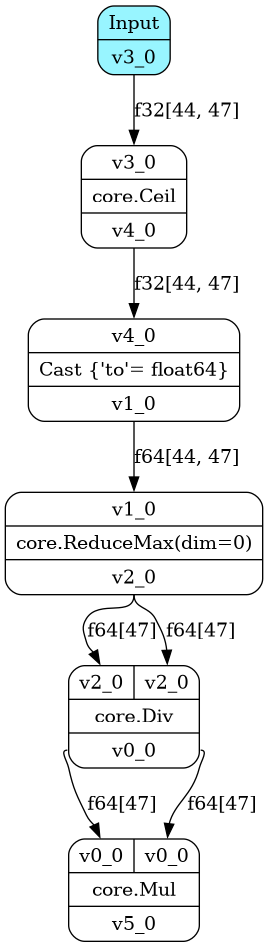 Input
v3_0
f32[44, 47]
v3_0
core.Ceil
v4_0
f32[44, 47]
v4_0
Cast {'to'= float64}
v1_0
f64[44, 47]
v1_0
core.ReduceMax(dim=0)
v2_0
f64[47] f64[47]
v2_0 v2_0
core.Div
v0_0
f64[47] f64[47]
v0_0 v0_0
core.Mul
v5_0